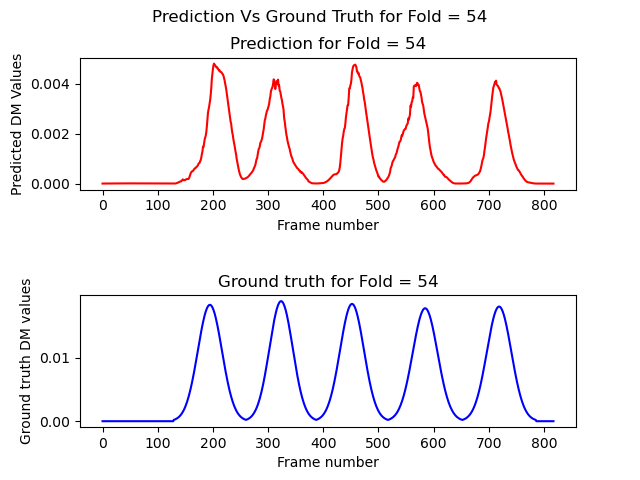 Prediction Vs Ground Truth for Fold = 54
Prediction for Fold = 54
Predicted DM Values
0.004
0.002
0.000
0 100 200 300 400 500 600 700 800
Frame number
Ground truth for Fold = 54
Ground truth DM values
0.01
0.00
0 100 200 300 400 500 600 700 800
Frame number